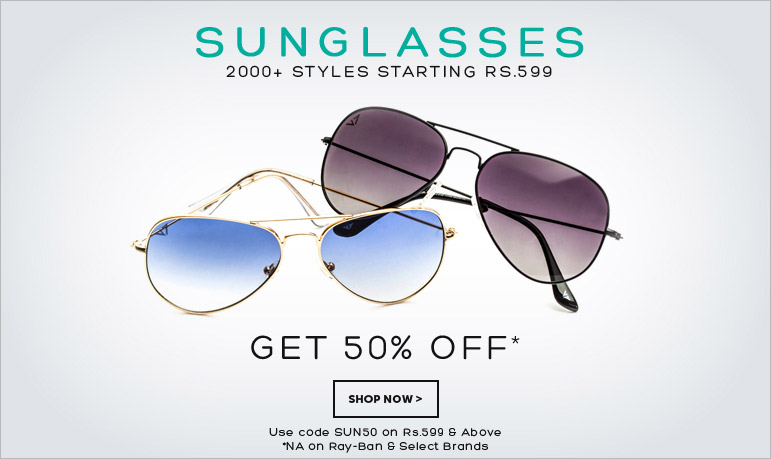 SUNGLASSES
2000+ STYLES STARTING RS.599
GET 50% OFF*
SHOP NOW >
Use code SUN50 on Rs.599 & Above
*NA on Ray-Ban & Select Brands